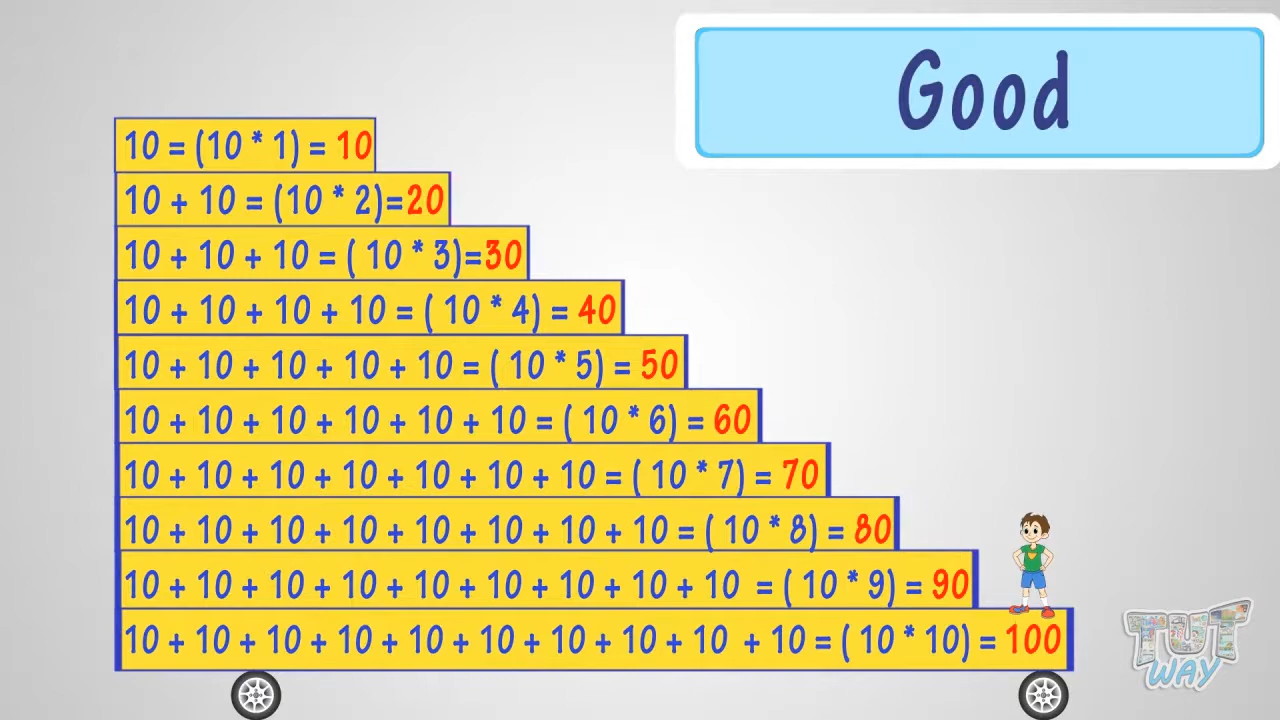 Good
10 = (10 * 1) = 10
10 + 10 = (10 * 2)=20
10 + 10 + 10 = ( 10 * 3)=30
10 + 10 + 10 + 10 = ( 10 * 4) = 40
10 + 10 + 10 + 10 + 10 = ( 10 * 5) = 50
10 + 10 + 10 + 10 + 10 + 10 = ( 10 * 6) = 60
10 + 10 + 10 + 10 + 10 + 10 + 10 = ( 10 * 7) = 70
10 + 10 + 10 + 10 + 10 + 10 + 10 + 10 = ( 10 * 8) = 80
10 + 10 + 10 + 10 + 10 + 10 + 10 + 10 + 10 = ( 10 * 9) = 90
10 + 10 + 10 + 10 + 10 + 10 + 10 + 10 + 10 + 10 = ( 10 * 10) = 100
TUT
WAY